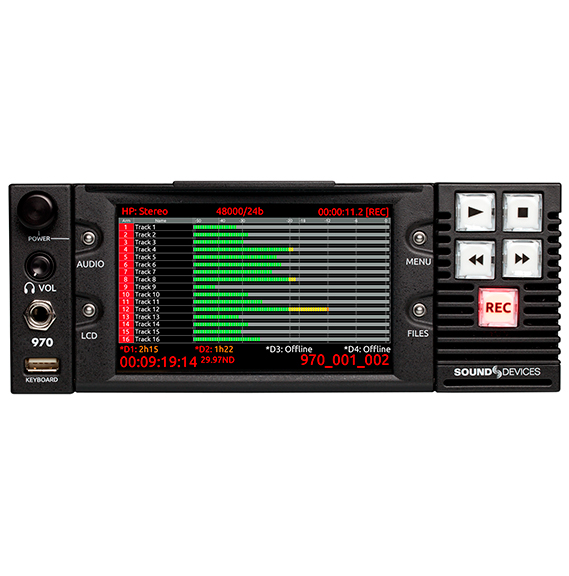 HP: Stereo 48000/24b 00:00:11.2 [REC]
Arm Name
1 Track 1
2 Track 2
3 Track 3
4 Track 4
5 Track 5
6 Track 6
7 Track 7
8 Track 8
9 Track 9
10 Track 10
11 Track 11
12 Track 12
13 Track 13
14 Track 14
15 Track 15
16 Track 16
*D1: 2h15 *D2: 1h22 *D3: Offline *D4: Offline
00:09:19:14 29.97ND 970_001_002
POWER
AUDIO
VOL
LCD
970
KEYBOARD
MENU
FILES
REC
SOUND DEVICES